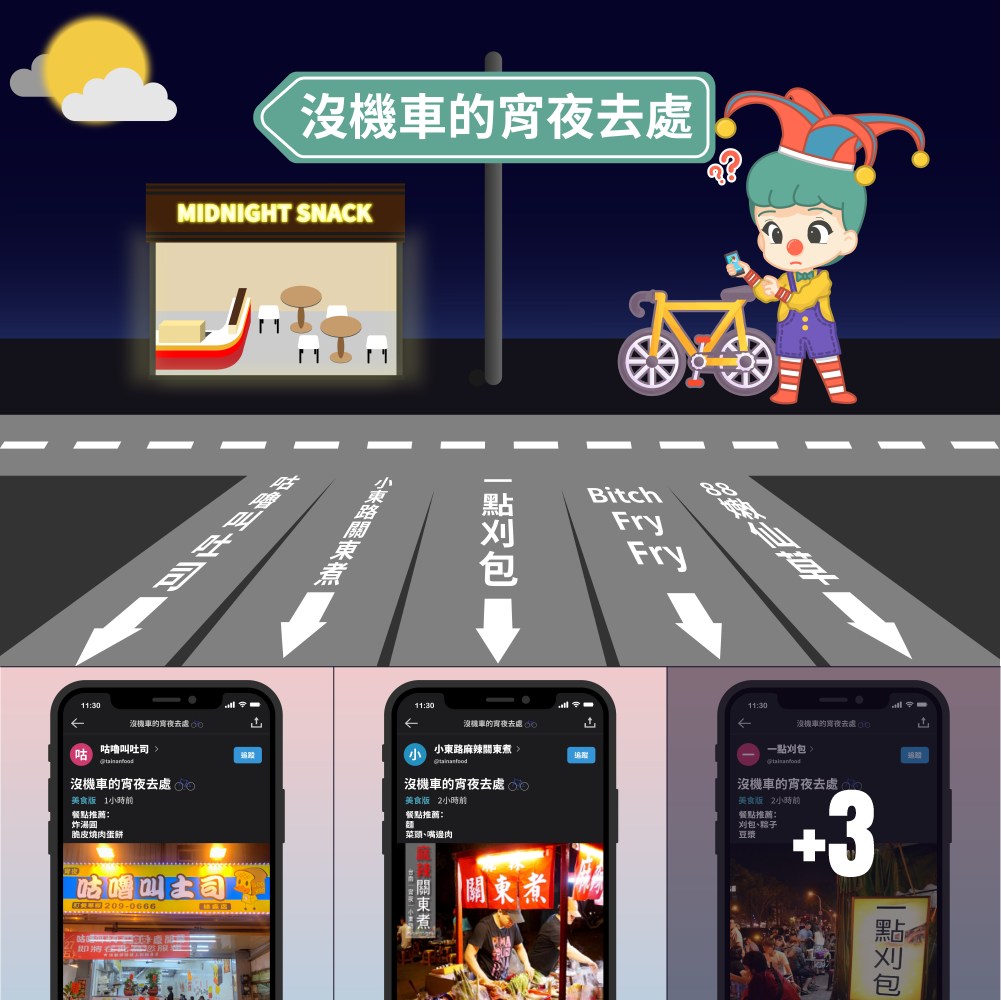 沒機車的宵夜去處
??
MIDNIGHT SNACK
咕嚕叫吐司
小東路關東煮
一點刈包
Bitch
Fry
Fry
88嫩仙草
11:30
沒機車的宵夜去處
咕
咕嚕叫吐司
@tainanfood
追蹤
沒機車的宵夜去處
美食版 1小時前
餐點推薦:
炸湯圓
脆皮燒肉蛋餅
咕嚕叫土司
209-0666
11:30
沒機車的宵夜去處
小
小東路麻辣關東煮
@tainanfood
追蹤
沒機車的宵夜去處
美食版 2小時前
餐點推薦:
麵
菜頭、嘴邊肉
麻辣關東煮
關東煮
11:30
沒機車的宵夜去處
一
一點刈包
@tainanfood
追蹤
沒機車的宵夜去處
美食版 2小時前
餐點推薦:
刈包、粽子
豆漿
+3
一點刈包